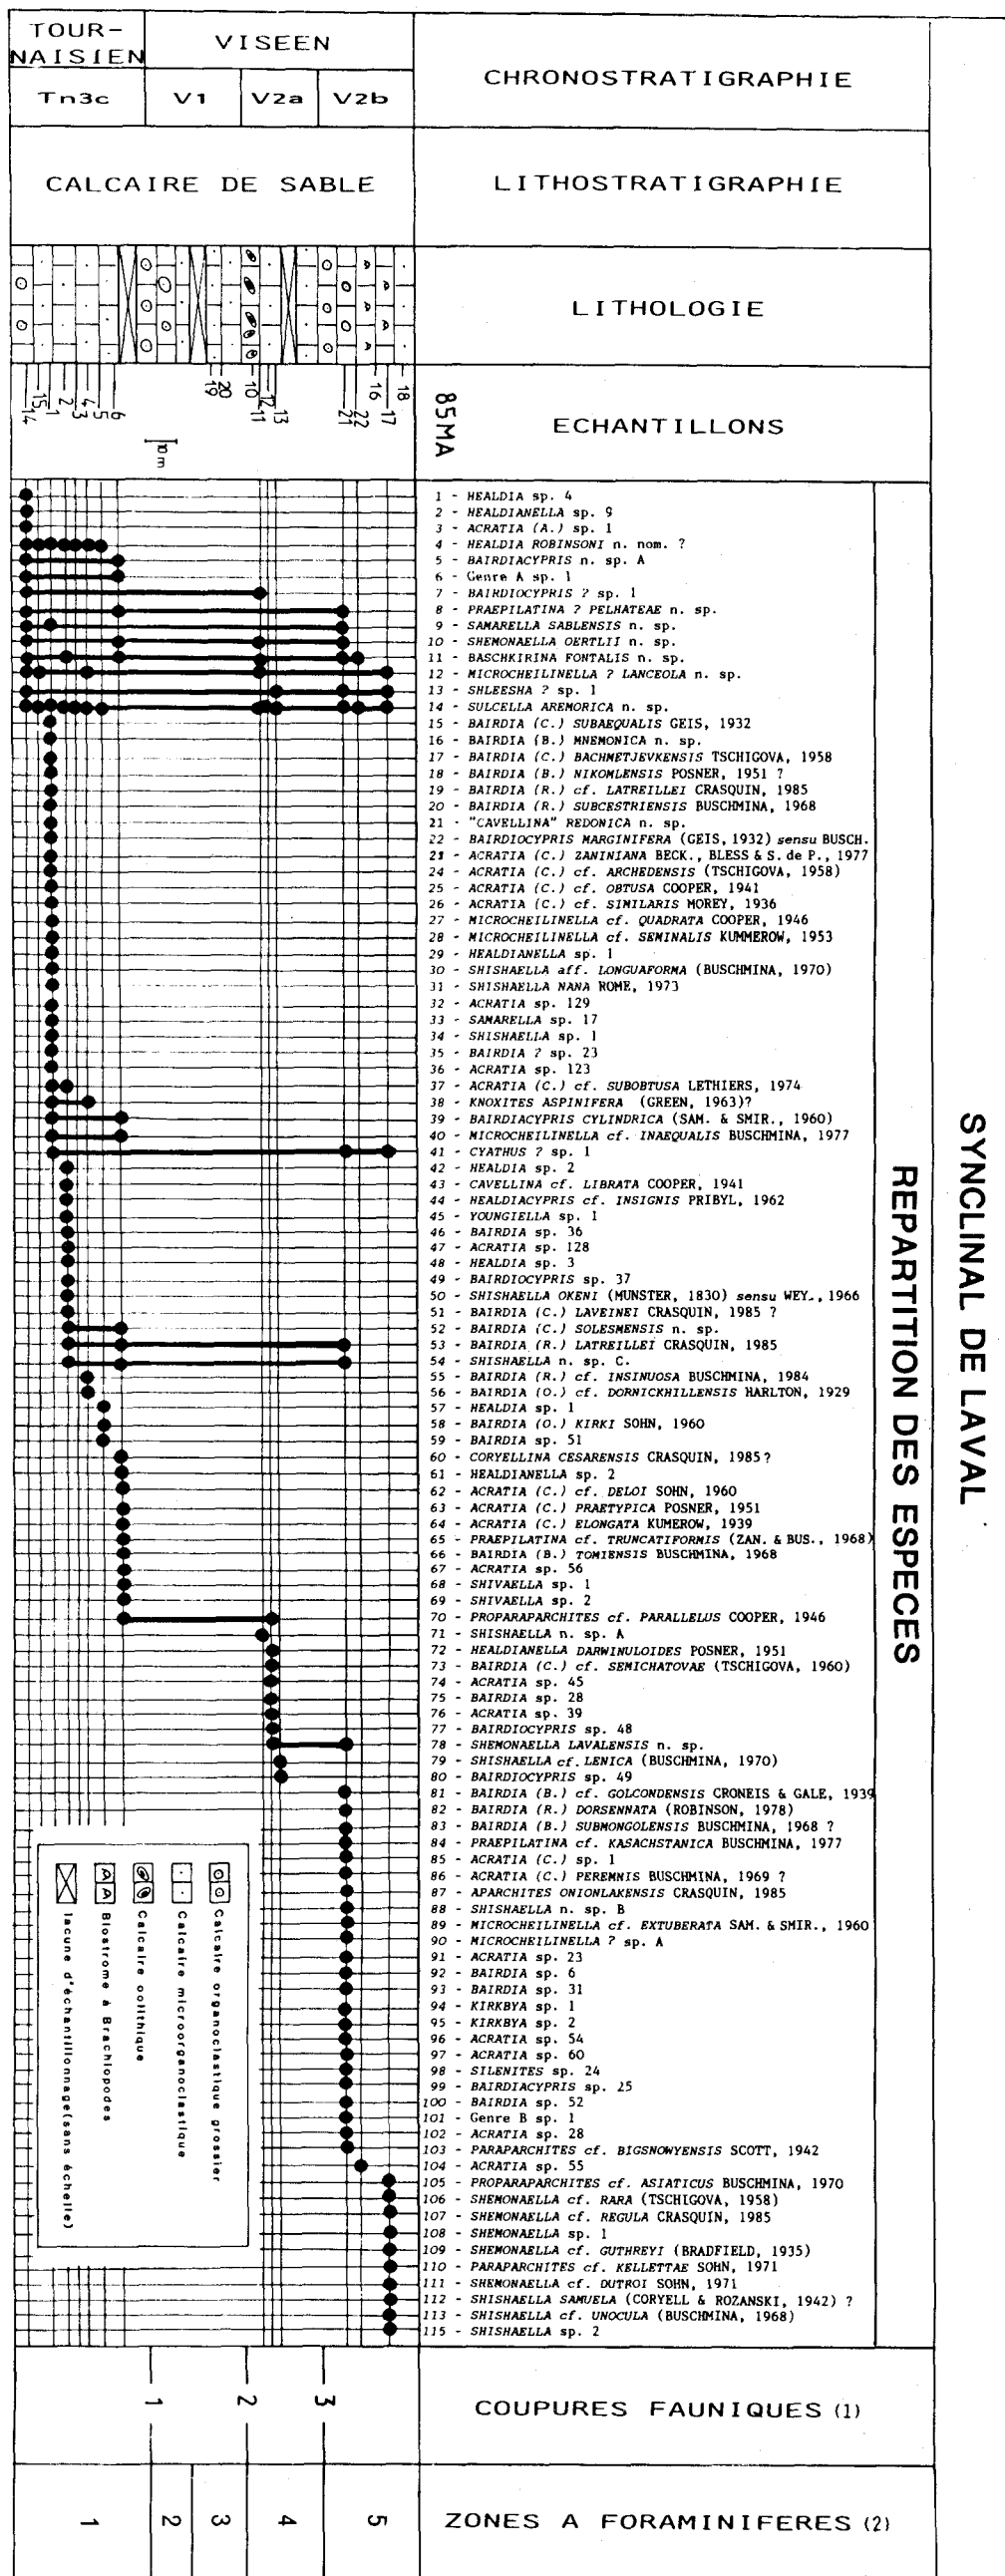 TOUR-
NAISIEN
VISEEN
CHRONOSTRATIGRAPHIE
Tn3c
V1
V2a
V2b
CALCAIRE DE SABLE
LITHOSTRATIGRAPHIE
LITHOLOGIE
14
15
1
2
3
4
5
6
19
20
10
11
12
13
21
22
16
17
18
10 m
85MA
ECHANTILLONS
1 - HEALDIA sp. 4
2 - HEALDIANELLA sp. 9
3 - ACRATIA (A.) sp. 1
4 - HEALDIA ROBINSONI n. nom. ?
5 - BAIRDIACYPRIS n. sp. A
6 - Genre A sp. 1
7 - BAIRDIOCYPRIS ? sp. 1
8 - PRAEPILATINA ? PELHATEAE n. sp.
9 - SAMARELLA SABLENSIS n. sp.
10 - SHEMONAELLA OERTLII n. sp.
11 - BASCHKIRINA FONTALIS n. sp.
12 - MICROCHEILINELLA ? LANCEOLA n. sp.
13 - SHLEESHA ? sp. 1
14 - SULCELLA AREMORICA n. sp.
15 - BAIRDIA (C.) SUBAEQUALIS GEIS, 1932
16 - BAIRDIA (B.) MNEMONICA n. sp.
17 - BAIRDIA (C.) BACHMETJEVKENSIS TSCHIGOVA, 1958
18 - BAIRDIA (B.) NIKOMLENSIS POSNER, 1951 ?
19 - BAIRDIA (R.) cf. LATREILLEI CRASQUIN, 1985
20 - BAIRDIA (R.) SUBCESTRIENSIS BUSCHMINA, 1968
21 - "CAVELLINA" REDONICA n. sp.
22 - BAIRDIOCYPRIS MARGINIFERA (GEIS, 1932) sensu BUSCH.
21 - ACRATIA (C.) ZANINIANA BECK., BLESS & S. de P., 1977
24 - ACRATIA (C.) cf. ARCHEDENSIS (TSCHIGOVA, 1958)
25 - ACRATIA (C.) cf. OBTUSA COOPER, 1941
26 - ACRATIA (C.) cf. SIMILARIS MOREY, 1936
27 - MICROCHEILINELLA cf. QUADRATA COOPER, 1946
28 - MICROCHEILINELLA cf. SEMINALIS KUMMEROW, 1953
29 - HEALDIANELLA sp. 1
30 - SHISHAELLA aff. LONGUAFORMA (BUSCHMINA, 1970)
31 - SHISHAELLA NANA ROME, 1973
32 - ACRATIA sp. 129
33 - SAMARELLA sp. 17
34 - SHISHAELLA sp. 1
35 - BAIRDIA ? sp. 23
36 - ACRATIA sp. 123
37 - ACRATIA (C.) cf. SUBOBTUSA LETHIERS, 1974
38 - KNOXITES ASPINIFERA (GREEN, 1963)?
39 - BAIRDIACYPRIS CYLINDRICA (SAM. & SMIR., 1960)
40 - MICROCHEILINELLA cf. INAEQUALIS BUSCHMINA, 1977
41 - CYATHUS ? sp. 1
42 - HEALDIA sp. 2
43 - CAVELLINA cf. LIBRATA COOPER, 1941
44 - HEALDIACYPRIS cf. INSIGNIS PRIBYL, 1962
45 - YOUNGIELLA sp. 1
46 - BAIRDIA sp. 36
47 - ACRATIA sp. 128
48 - HEALDIA sp. 3
49 - BAIRDIOCYPRIS sp. 37
50 - SHISHAELLA OKENI (MUNSTER, 1830) sensu WEY., 1966
51 - BAIRDIA (C.) LAVEINEI CRASQUIN, 1985 ?
52 - BAIRDIA (C.) SOLESMENSIS n. sp.
53 - BAIRDIA (R.) LATREILLEI CRASQUIN, 1985
54 - SHISHAELLA n. sp. C.
55 - BAIRDIA (R.) cf. INSINUOSA BUSCHMINA, 1984
56 - BAIRDIA (O.) cf. DORNICKHILLENSIS HARLTON, 1929
57 - HEALDIA sp. 1
58 - BAIRDIA (O.) KIRKI SOHN, 1960
59 - BAIRDIA sp. 51
60 - CORYELLINA CESARENSIS CRASQUIN, 1985?
61 - HEALDIANELLA sp. 2
62 - ACRATIA (C.) cf. DELOI SOHN, 1960
63 - ACRATIA (C.) PRAETYPICA POSNER, 1951
64 - ACRATIA (C.) ELONGATA KUMEROW, 1939
65 - PRAEPILATINA cf. TRUNCATIFORMIS (ZAN. & BUS., 1968)
66 - BAIRDIA (B.) TOMIENSIS BUSCHMINA, 1968
67 - ACRATIA sp. 56
68 - SHIVAELLA sp. 1
69 - SHIVAELLA sp. 2
70 - PROPARAPARCHITES cf. PARALLELUS COOPER, 1946
71 - SHISHAELLA n. sp. A
72 - HEALDIANELLA DARWINULOIDES POSNER, 1951
73 - BAIRDIA (C.) cf. SEMICHATOVAE (TSCHIGOVA, 1960)
74 - ACRATIA sp. 45
75 - BAIRDIA sp. 28
76 - ACRATIA sp. 39
77 - BAIRDIOCYPRIS sp. 48
78 - SHEMONAELLA LAVALENSIS n. sp.
79 - SHISHAELLA cf. LENICA (BUSCHMINA, 1970)
80 - BAIRDIOCYPRIS sp. 49
81 - BAIRDIA (B.) cf. GOLCONDENSIS CRONEIS & GALE, 1939
82 - BAIRDIA (R.) DORSENNATA (ROBINSON, 1978)
83 - BAIRDIA (B.) SUBMONGOLENSIS BUSCHMINA, 1968 ?
84 - PRAEPILATINA cf. KASACHSTANICA BUSCHMINA, 1977
85 - ACRATIA (C.) sp. 1
86 - ACRATIA (C.) PEREMNIS BUSCHMINA, 1969 ?
87 - APARCHITES ONIONLAKENSIS CRASQUIN, 1985
88 - SHISHAELLA n. sp. B
89 - MICROCHEILINELLA cf. EXTUBERATA SAM. & SMIR., 1960
90 - MICROCHEILINELLA ? sp. A
91 - ACRATIA sp. 23
92 - BAIRDIA sp. 6
93 - BAIRDIA sp. 31
94 - KIRKBYA sp. 1
95 - KIRKBYA sp. 2
96 - ACRATIA sp. 54
97 - ACRATIA sp. 60
98 - SILENITES sp. 24
99 - BAIRDIACYPRIS sp. 25
100 - BAIRDIA sp. 52
101 - Genre B sp. 1
102 - ACRATIA sp. 28
103 - PARAPARCHITES cf. BIGSNOWYENSIS SCOTT, 1942
104 - ACRATIA sp. 55
105 - PROPARAPARCHITES cf. ASIATICUS BUSCHMINA, 1970
106 - SHEMONAELLA cf. RARA (TSCHIGOVA, 1958)
107 - SHEMONAELLA cf. REGULA CRASQUIN, 1985
108 - SHEMONAELLA sp. 1
109 - SHEMONAELLA cf. GUTHREYI (BRADFIELD, 1935)
110 - PARAPARCHITES cf. KELLETTAE SOHN, 1971
111 - SHEMONAELLA cf. DUTROI SOHN, 1971
112 - SHISHAELLA SAMUELA (CORYELL & ROZANSKI, 1942) ?
113 - SHISHAELLA cf. UNOCULA (BUSCHMINA, 1968)
115 - SHISHAELLA sp. 2
Calcaire organoclastique grossier
Calcaire microorganoclastique
Calcaire oolithique
Biostrome à Brachiopodes
lacune d'échantillonnage(sans échelle)
REPARTITION DES ESPECES
SYNCLINAL DE LAVAL
1
2
3
COUPURES FAUNIQUES (1)
1
2
3
4
5
ZONES A FORAMINIFERES (2)